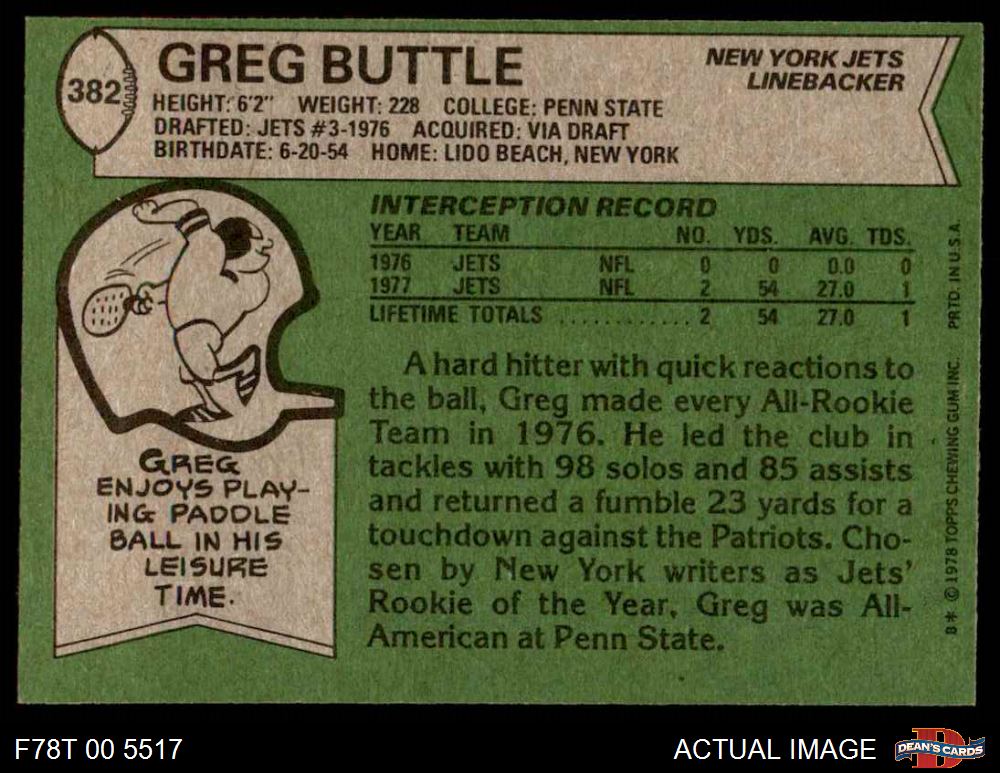 382
GREG BUTTLE
NEW YORK JETS
LINEBACKER
HEIGHT: 6'2" WEIGHT: 228 COLLEGE: PENN STATE
DRAFTED: JETS #3-1976 ACQUIRED: VIA DRAFT
BIRTHDATE: 6-20-54 HOME: LIDO BEACH, NEW YORK
INTERCEPTION RECORD
YEAR TEAM NO. YDS. AVG. TDS.
1976 JETS NFL 0 0 0.0 0
1977 JETS NFL 2 54 27.0 1
LIFETIME TOTALS . . . . . . . . . . . 2 54 27.0 1
A hard hitter with quick reactions to
the ball, Greg made every All-Rookie
Team in 1976. He led the club in
tackles with 98 solos and 85 assists
and returned a fumble 23 yards for a
touchdown against the Patriots. Cho-
sen by New York writers as Jets'
Rookie of the Year, Greg was All-
American at Penn State.
GREG
ENJOYS PLAY-
ING PADDLE
BALL IN HIS
LEISURE
TIME.
8* © 1978 TOPPS CHEWING GUM INC. PRTD. IN U.S.A.
F78T 00 5517
ACTUAL IMAGE
D
DEAN'S CARDS